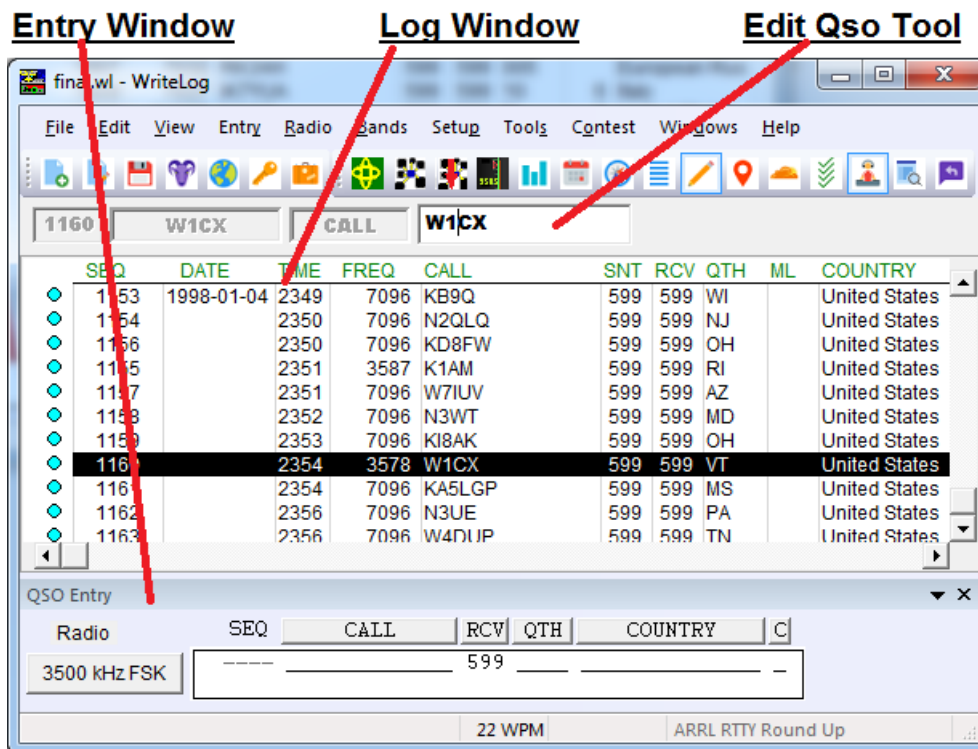 Entry Window Log Window Edit Qso Tool
final.wl - WriteLog
File Edit View Entry Radio Bands Setup Tools Contest Windows Help
1160 W1CX CALL W1CX
SEQ DATE TIME FREQ CALL SNT RCV QTH ML COUNTRY
1153 1998-01-04 2349 7096 KB9Q 599 599 WI United States
1154 2350 7096 N2QLQ 599 599 NJ United States
1156 2350 7096 KD8FW 599 599 OH United States
1155 2351 3587 K1AM 599 599 RI United States
1157 2351 7096 W7IUV 599 599 AZ United States
1158 2352 7096 N3WT 599 599 MD United States
1159 2353 7096 KI8AK 599 599 OH United States
1160 2354 3578 W1CX 599 599 VT United States
1161 2354 7096 KA5LGP 599 599 MS United States
1162 2356 7096 N3UE 599 599 PA United States
1163 2356 7096 W4DUP 599 599 TN United States
QSO Entry
Radio SEQ CALL RCV QTH COUNTRY C
3500 kHz FSK 599
22 WPM ARRL RTTY Round Up